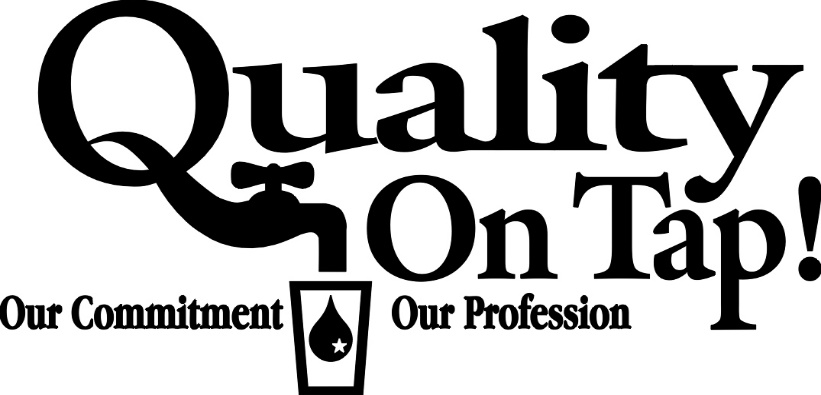 Quality
On Tap!
Our Commitment Our Profession